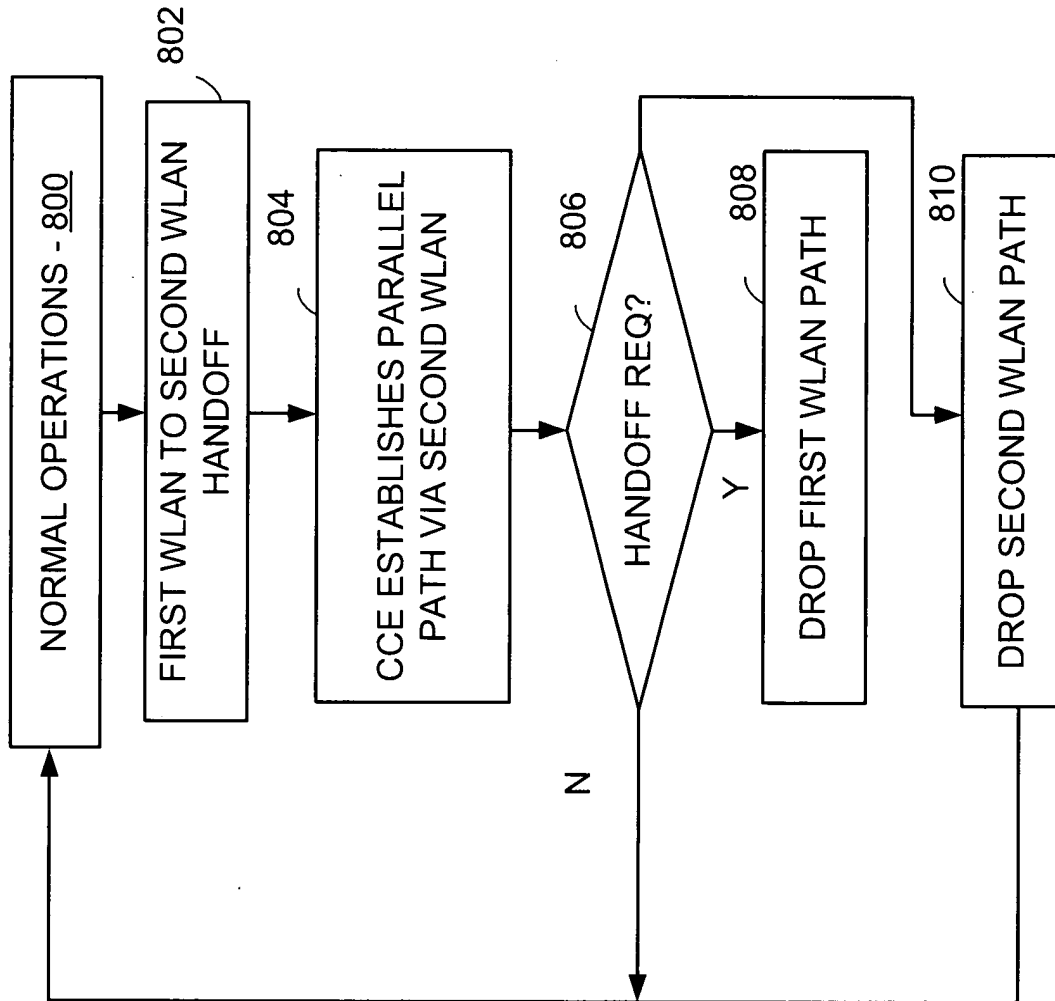 NORMAL OPERATIONS - 800
802
FIRST WLAN TO SECOND WLAN
HANDOFF
804
CCE ESTABLISHES PARALLEL
PATH VIA SECOND WLAN
806
HANDOFF REQ?
N
Y
808
DROP FIRST WLAN PATH
810
DROP SECOND WLAN PATH